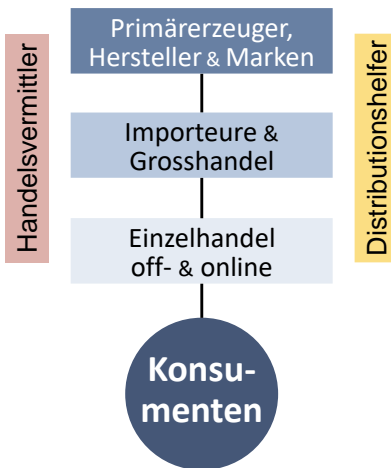 Primärerzeuger,
Hersteller & Marken
Handelsvermittler
Importeure &
Grosshandel
Distributionshelfer
Einzelhandel
off- & online
Konsu-
menten